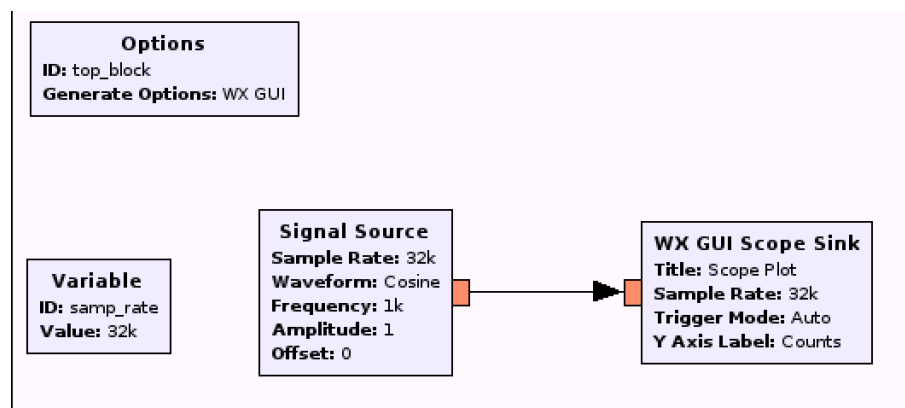 Options
ID: top_block
Generate Options: WX GUI
Variable
ID: samp_rate
Value: 32k
Signal Source
Sample Rate: 32k
Waveform: Cosine
Frequency: 1k
Amplitude: 1
Offset: 0
WX GUI Scope Sink
Title: Scope Plot
Sample Rate: 32k
Trigger Mode: Auto
Y Axis Label: Counts